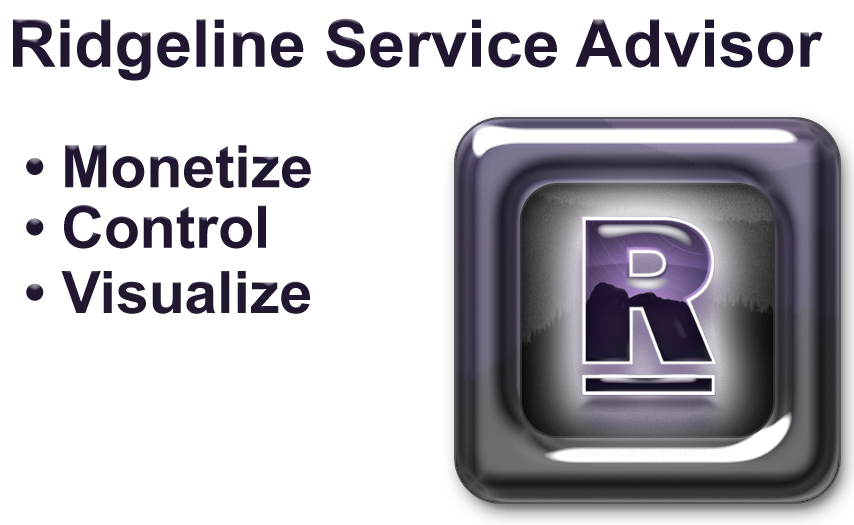 Ridgeline Service Advisor
• Monetize
• Control
• Visualize
R